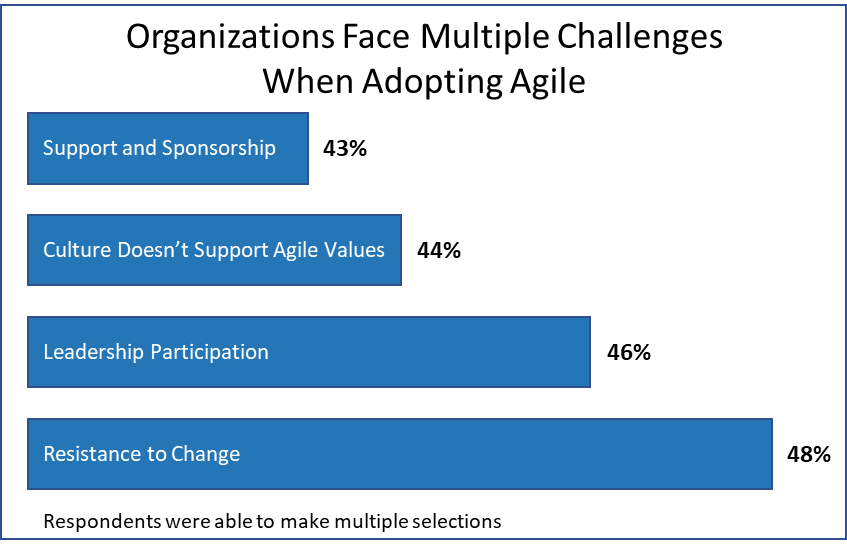 Organizations Face Multiple Challenges
When Adopting Agile
Support and Sponsorship 43%
Culture Doesn’t Support Agile Values 44%
Leadership Participation 46%
Resistance to Change 48%
Respondents were able to make multiple selections